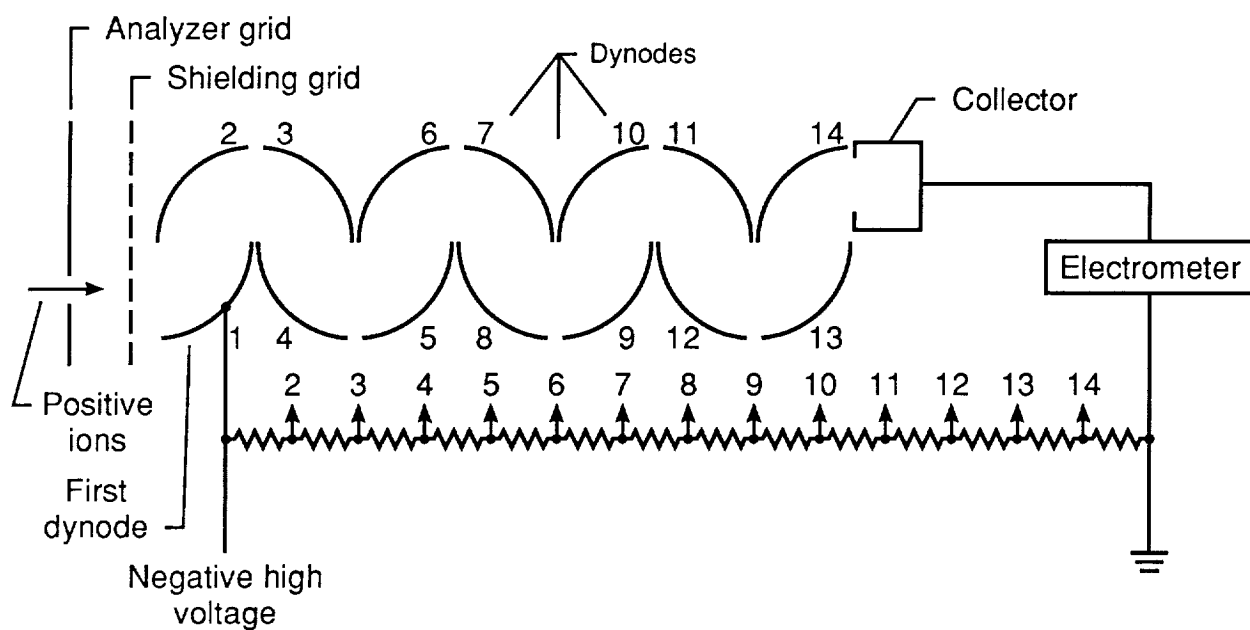 Analyzer grid
Shielding grid
Dynodes
Collector
2 3 6 7 10 11 14
Electrometer
1 4 5 8 9 12 13
2 3 4 5 6 7 8 9 10 11 12 13 14
Positive
ions
First
dynode
Negative high
voltage